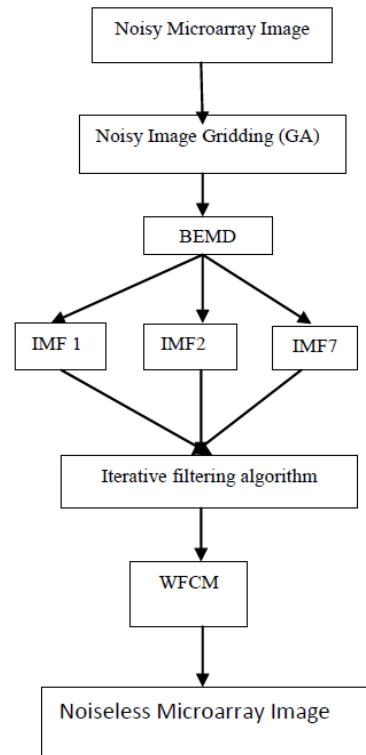 Noisy Microarray Image
Noisy Image Gridding (GA)
BEMD
IMF 1
IMF2
IMF7
Iterative filtering algorithm
WFCM
Noiseless Microarray Image